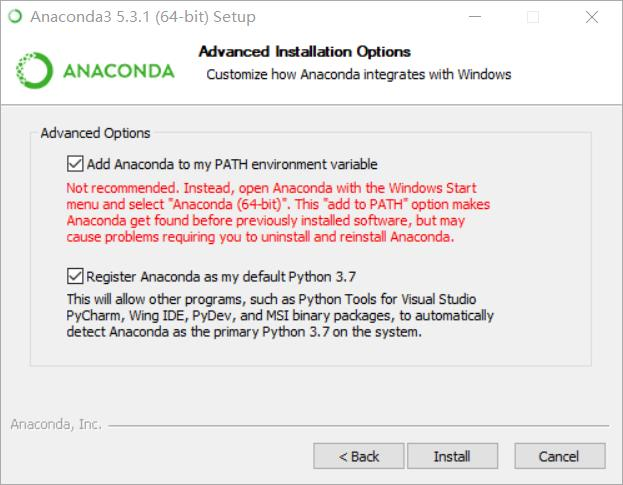 Anaconda3 5.3.1 (64-bit) Setup
ANACONDA
Advanced Installation Options
Customize how Anaconda integrates with Windows
Advanced Options
Add Anaconda to my PATH environment variable
Not recommended. Instead, open Anaconda with the Windows Start
menu and select "Anaconda (64-bit)". This "add to PATH" option makes
Anaconda get found before previously installed software, but may
cause problems requiring you to uninstall and reinstall Anaconda.
Register Anaconda as my default Python 3.7
This will allow other programs, such as Python Tools for Visual Studio
PyCharm, Wing IDE, PyDev, and MSI binary packages, to automatically
detect Anaconda as the primary Python 3.7 on the system.
Anaconda, Inc.
< Back
Install
Cancel